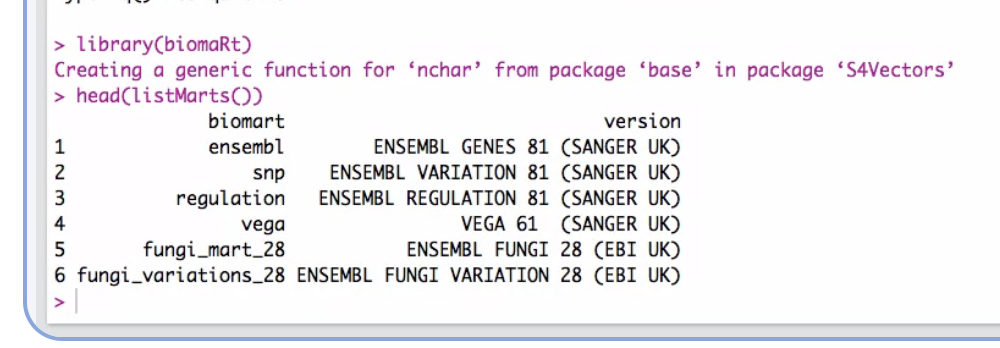 > library(biomaRt)
Creating a generic function for ‘nchar’ from package ‘base’ in package ‘S4Vectors’
> head(listMarts())
biomart version
1 ensembl ENSEMBL GENES 81 (SANGER UK)
2 snp ENSEMBL VARIATION 81 (SANGER UK)
3 regulation ENSEMBL REGULATION 81 (SANGER UK)
4 vega VEGA 61 (SANGER UK)
5 fungi_mart_28 ENSEMBL FUNGI 28 (EBI UK)
6 fungi_variations_28 ENSEMBL FUNGI VARIATION 28 (EBI UK)
>